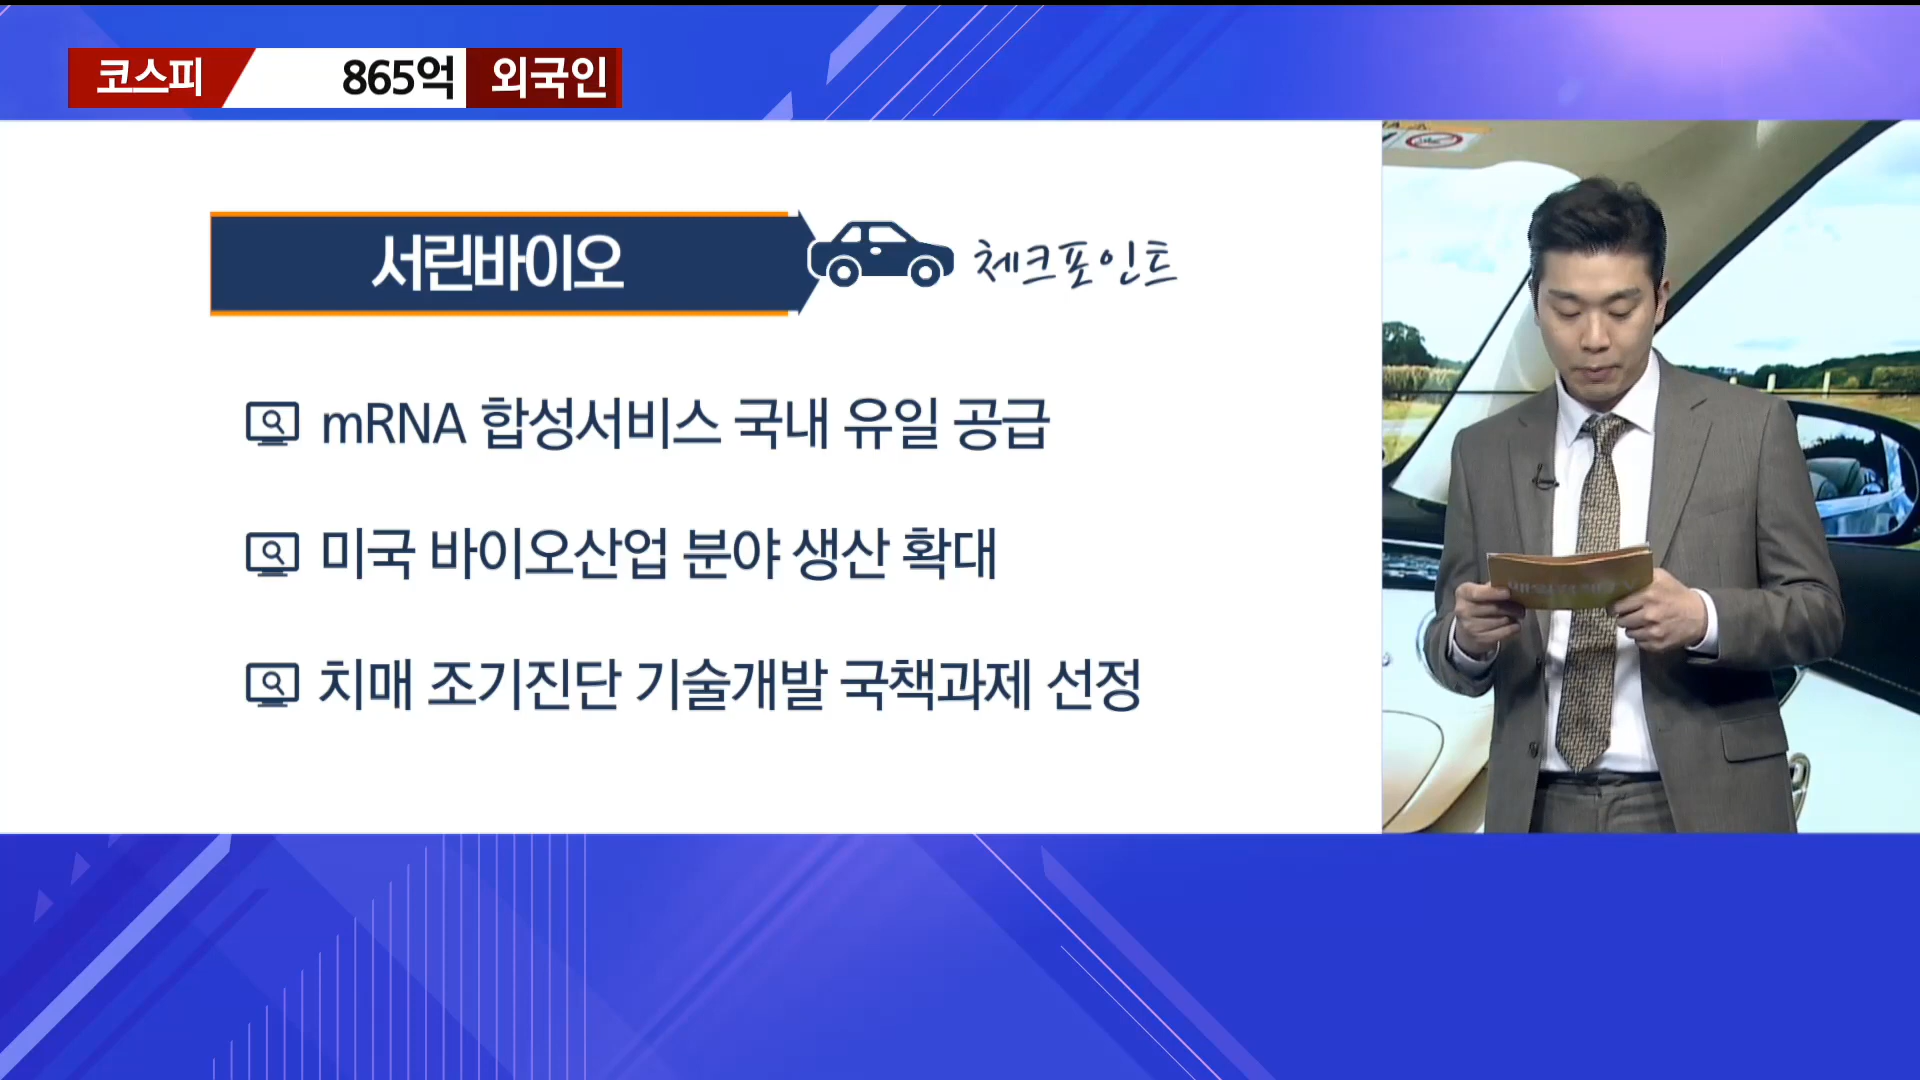 코스피 865억 외국인
서린바이오 체크포인트
mRNA 합성서비스 국내 유일 공급
미국 바이오산업 분야 생산 확대
치매 조기진단 기술개발 국책과제 선정